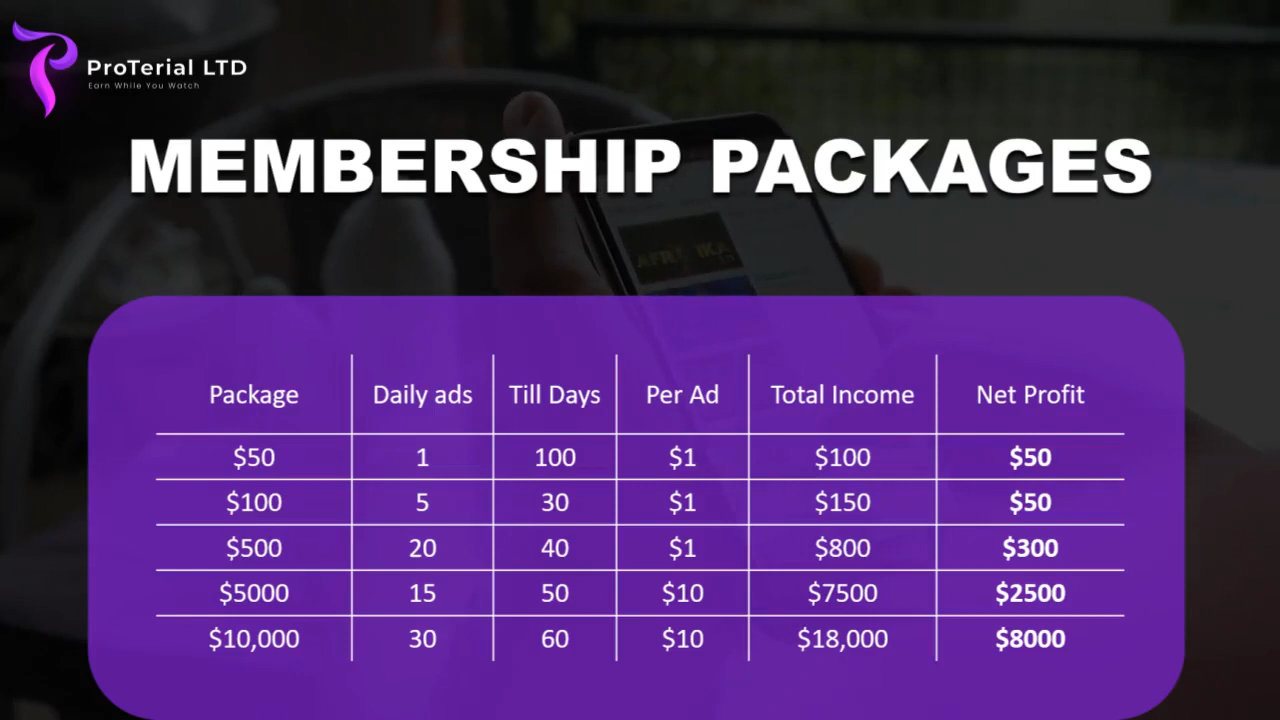 ProTerial LTD
Earn While You Watch
MEMBERSHIP PACKAGES
Package Daily ads Till Days Per Ad Total Income Net Profit
$50 1 100 $1 $100 $50
$100 5 30 $1 $150 $50
$500 20 40 $1 $800 $300
$5000 15 50 $10 $7500 $2500
$10,000 30 60 $10 $18,000 $8000